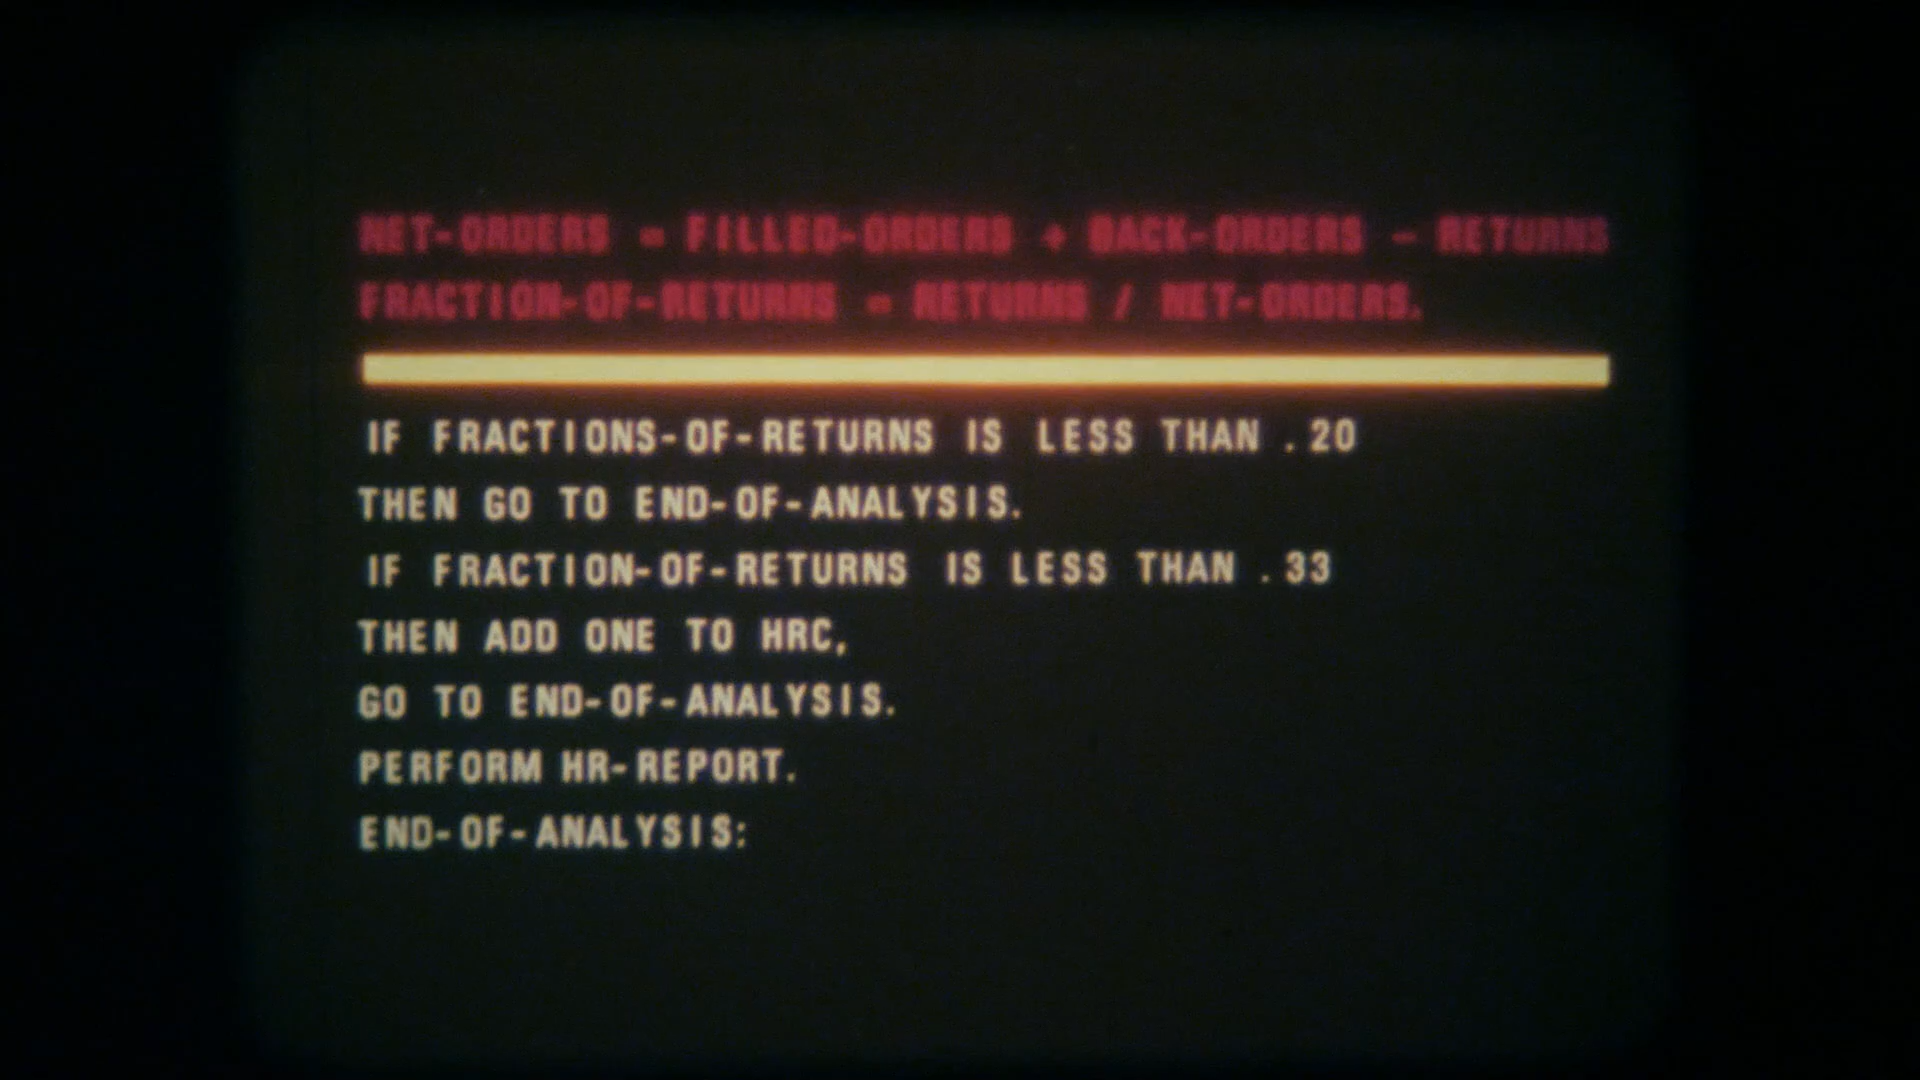 NET-ORDERS = FILLED-ORDERS + BACK-ORDERS - RETURNS
FRACTION-OF-RETURNS = RETURNS / NET-ORDERS.
IF FRACTIONS-OF-RETURNS IS LESS THAN .20
THEN GO TO END-OF-ANALYSIS.
IF FRACTION-OF-RETURNS IS LESS THAN .33
THEN ADD ONE TO HRC,
GO TO END-OF-ANALYSIS.
PERFORM HR-REPORT.
END-OF-ANALYSIS: